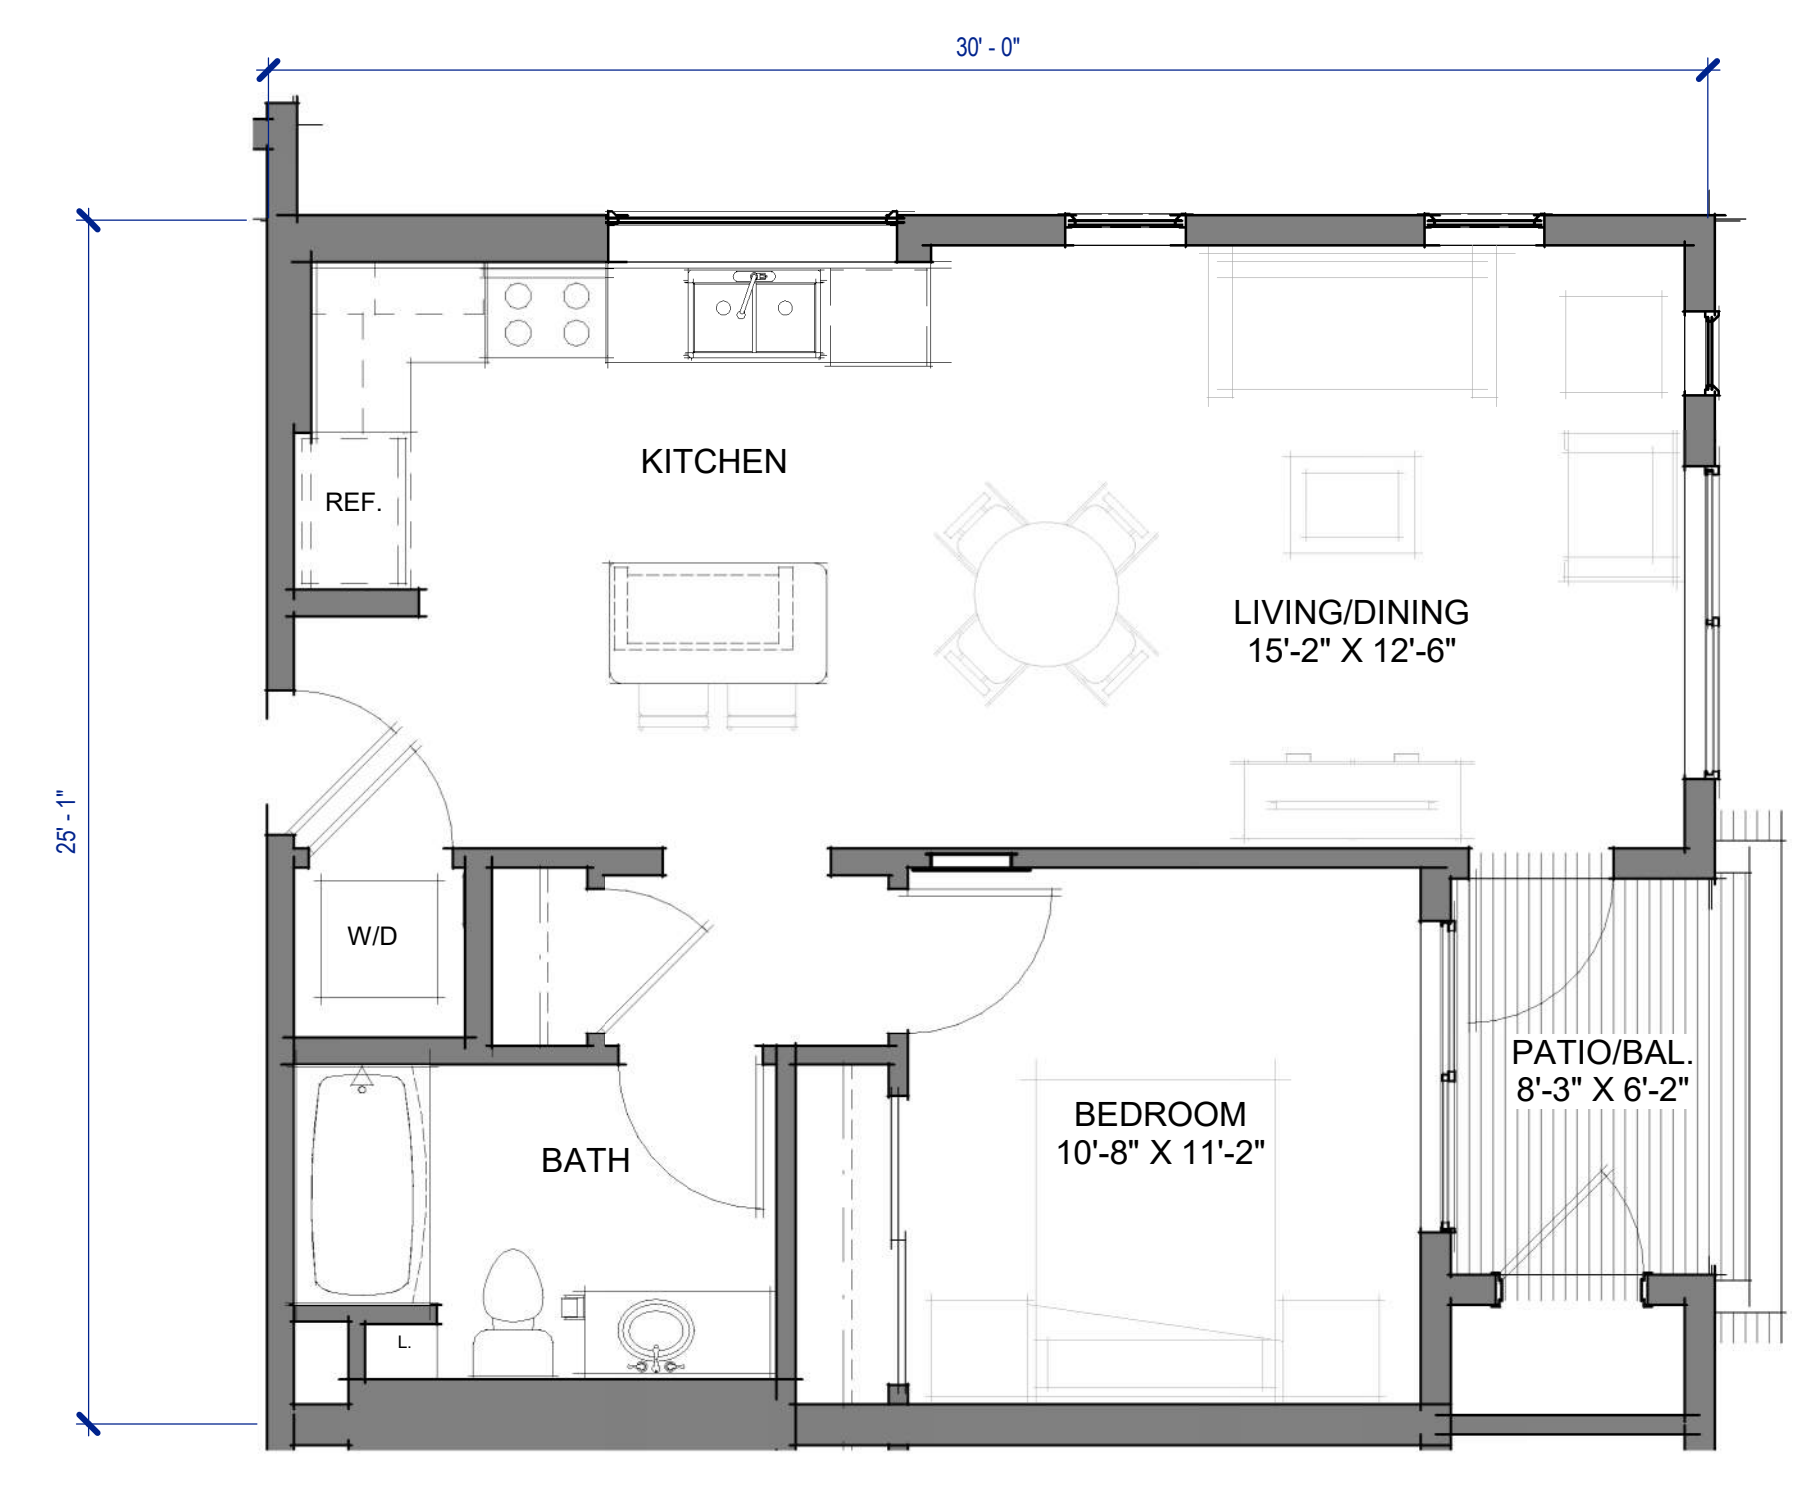 30' - 0"
KITCHEN
REF.
LIVING/DINING
15'-2" X 12'-6"
25' - 1"
W/D
PATIO/BAL.
8'-3" X 6'-2"
BEDROOM
10'-8" X 11'-2"
BATH
L.